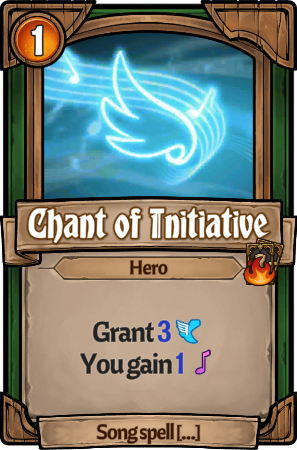 1
Chant of Initiative
Hero
Grant 3
You gain 1
Song spell [...]